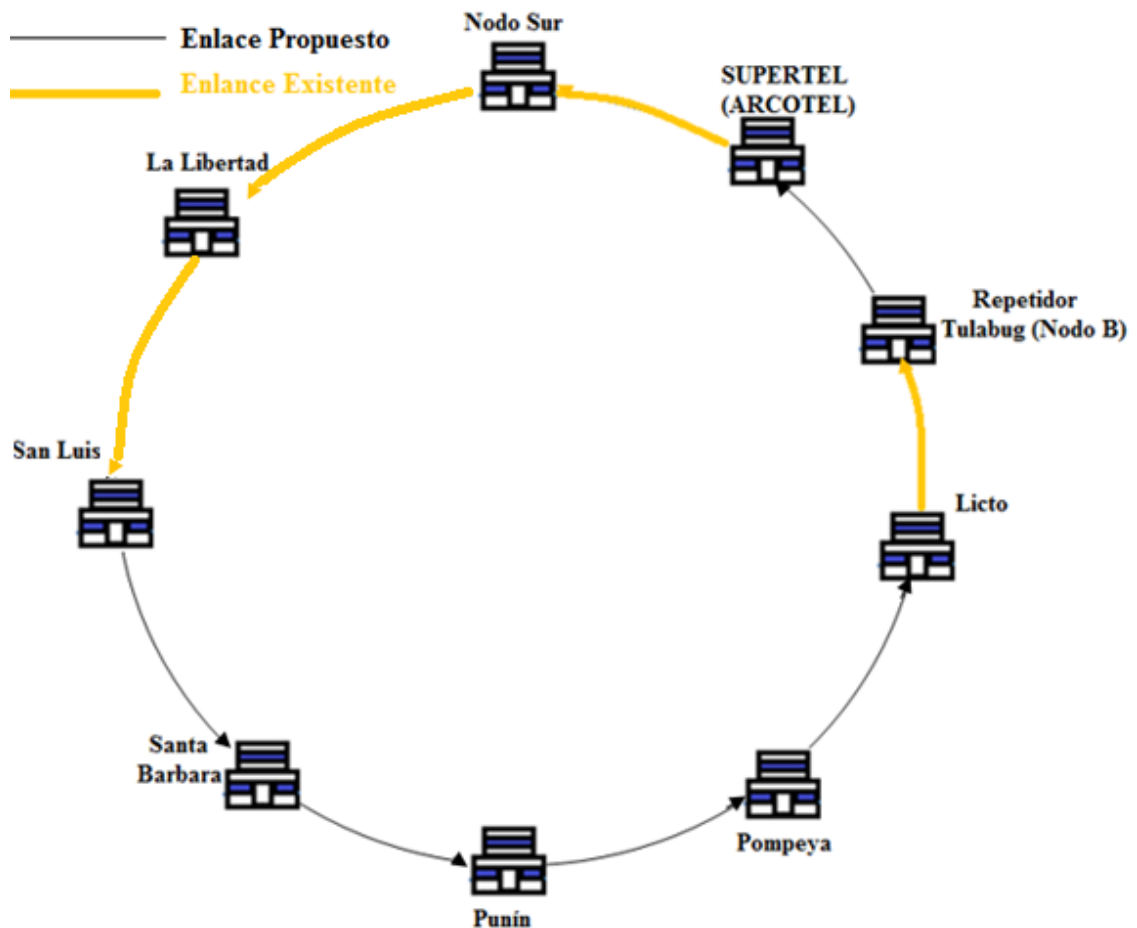 Nodo Sur
Enlace Propuesto
Enlance Existente
SUPERTEL
(ARCOTEL)
La Libertad
Repetidor
Tulabug (Nodo B)
San Luis
Licto
Santa
Barbara
Pompeya
Punín